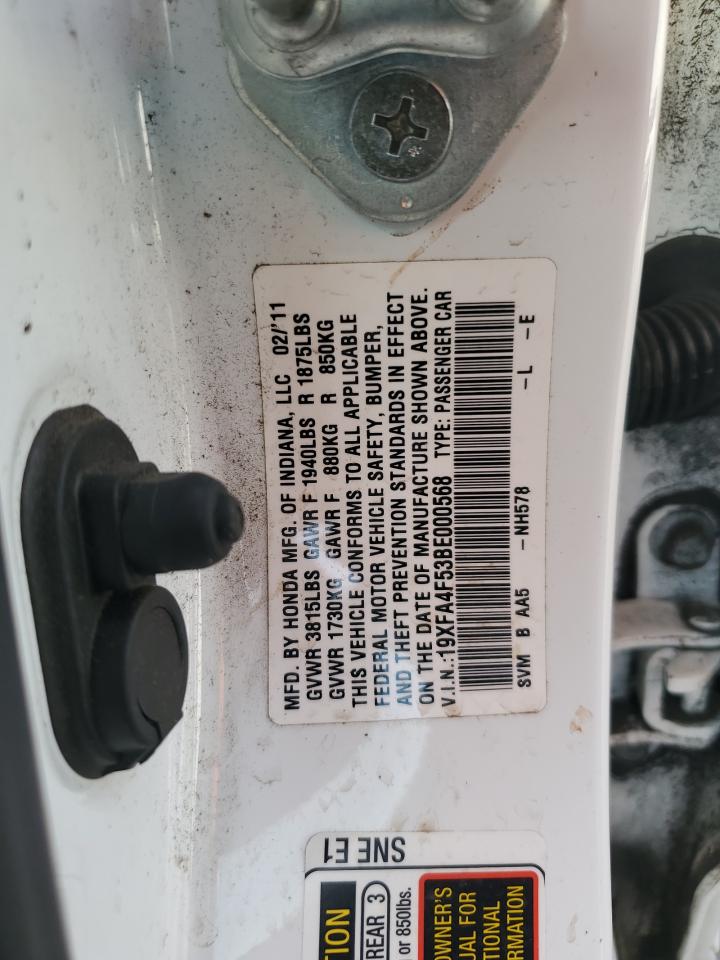 MFD. BY HONDA MFG. OF INDIANA, LLC 02/'11
GVWR 3815LBS GAWR F 1940LBS R 1875LBS
GVWR 1730KG GAWR F 880KG R 850KG
THIS VEHICLE CONFORMS TO ALL APPLICABLE
FEDERAL MOTOR VEHICLE SAFETY, BUMPER,
AND THEFT PREVENTION STANDARDS IN EFFECT
ON THE DATE OF MANUFACTURE SHOWN ABOVE.
V.I.N.:19XFA4F53BE000568 TYPE: PASSENGER CAR
SVM B AA5 -NH578 -L -E
SNE E1
TION
REAR 3
or 850lbs.
OWNER'S
UAL FOR
TIONAL
RMATION